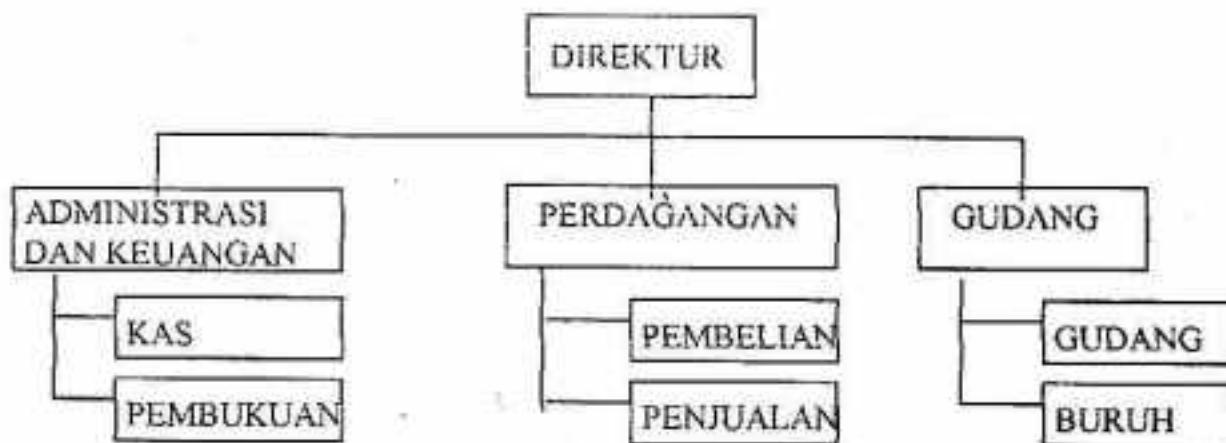 DIREKTUR
ADMINISTRASI
DAN KEUANGAN
PERDAGANGAN
GUDANG
KAS
PEMBELIAN
GUDANG
PEMBUKUAN
PENJUALAN
BURUH